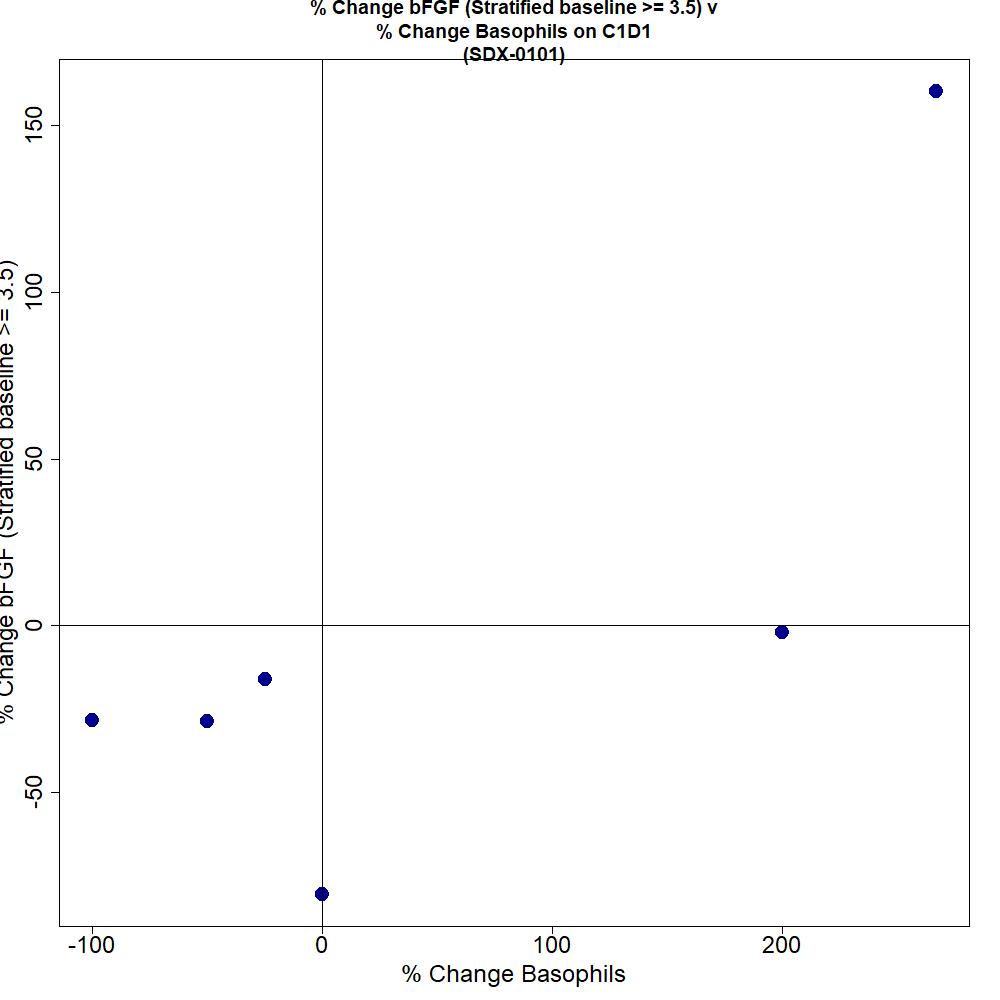 % Change bFGF (Stratified baseline >= 3.5) v
% Change Basophils on C1D1
(SDX-0101)
% Change bFGF (Stratified baseline >= 3.5)
150
100
50
0
-50
-100
0
100
200
% Change Basophils